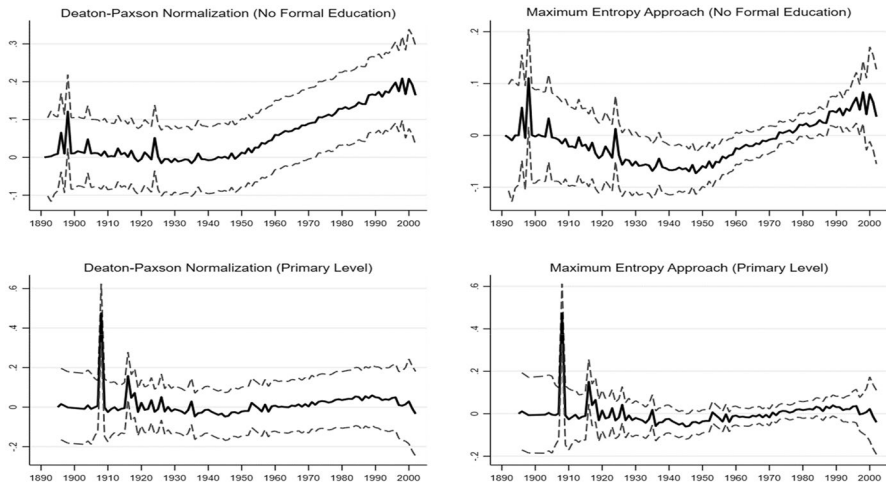 Deaton-Paxson Normalization (No Formal Education)
.3
.2
.1
0
-.1
1890 1900 1910 1920 1930 1940 1950 1960 1970 1980 1990 2000
Maximum Entropy Approach (No Formal Education)
.2
.1
0
-.1
1890 1900 1910 1920 1930 1940 1950 1960 1970 1980 1990 2000
Deaton-Paxson Normalization (Primary Level)
.6
.4
.2
0
-.2
1890 1900 1910 1920 1930 1940 1950 1960 1970 1980 1990 2000
Maximum Entropy Approach (Primary Level)
.6
.4
.2
0
-.2
1890 1900 1910 1920 1930 1940 1950 1960 1970 1980 1990 2000